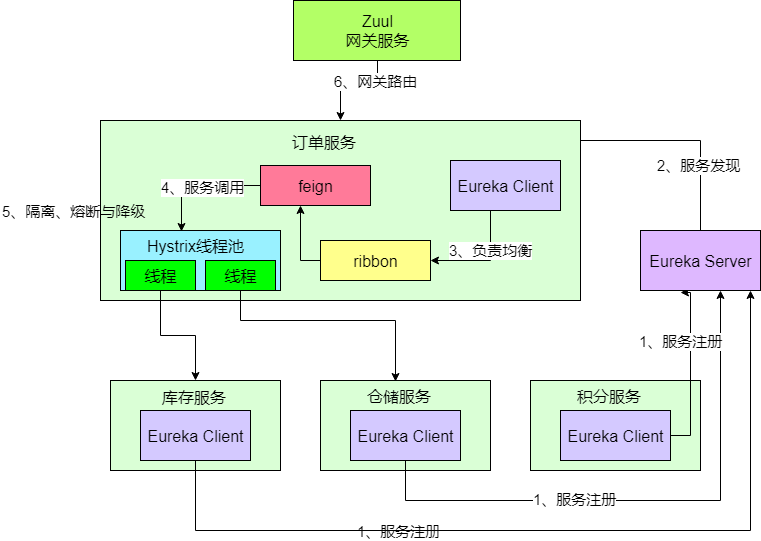 Zuul
网关服务
6、网关路由
订单服务
2、服务发现
4、服务调用
feign
Eureka Client
5、隔离、熔断与降级
Hystrix线程池
3、负责均衡
ribbon
Eureka Server
线程
线程
1、服务注册
库存服务
仓储服务
积分服务
Eureka Client
Eureka Client
Eureka Client
1、服务注册
1、服务注册